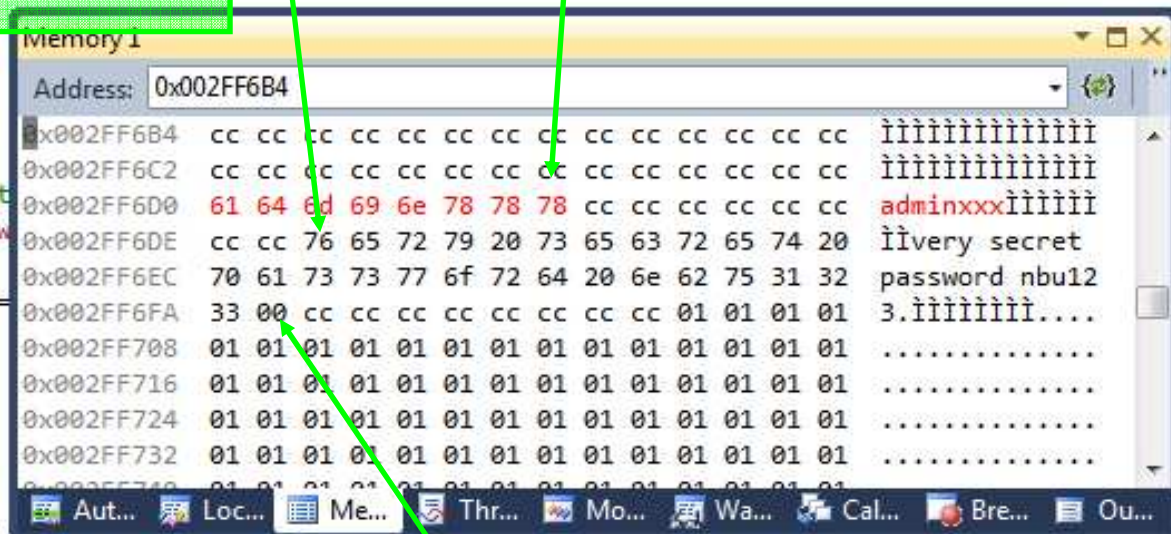 Memory 1
Address: 0x002FF6B4
0x002FF6B4 cc cc cc cc cc cc cc cc cc cc cc cc cc cc ÌÌÌÌÌÌÌÌÌÌÌÌÌÌ
0x002FF6C2 cc cc cc cc cc cc cc cc cc cc cc cc cc cc ÌÌÌÌÌÌÌÌÌÌÌÌÌÌ
0x002FF6D0 61 64 6d 69 6e 78 78 78 cc cc cc cc cc cc adminxxxÌÌÌÌÌÌ
0x002FF6DE cc cc 76 65 72 79 20 73 65 63 72 65 74 20 ÌÌvery secret
0x002FF6EC 70 61 73 73 77 6f 72 64 20 6e 62 75 31 32 password nbu12
0x002FF6FA 33 00 cc cc cc cc cc cc cc cc 01 01 01 01 3.ÌÌÌÌÌÌÌÌ....
0x002FF708 01 01 01 01 01 01 01 01 01 01 01 01 01 01 ..............
0x002FF716 01 01 01 01 01 01 01 01 01 01 01 01 01 01 ..............
0x002FF724 01 01 01 01 01 01 01 01 01 01 01 01 01 01 ..............
0x002FF732 01 01 01 01 01 01 01 01 01 01 01 01 01 01 ..............
Aut... Loc... Me... Thr... Mo... Wa... Cal... Bre... Ou...